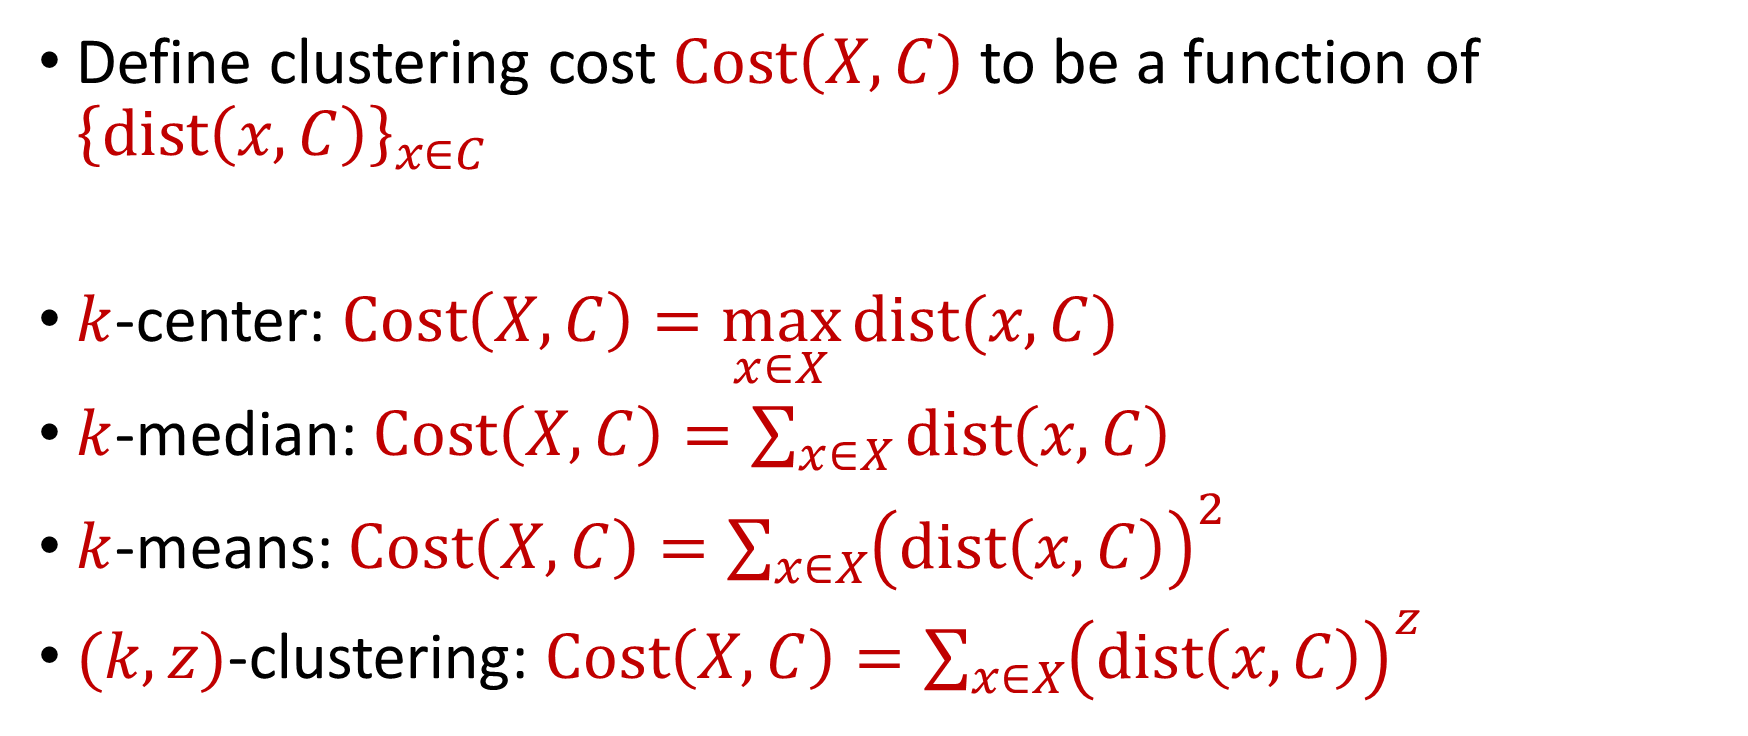 • Define clustering cost Cost(X, C) to be a function of
{dist(x, C)}ₓ∈C
• k-center: Cost(X, C) = max dist(x, C)
x∈X
• k-median: Cost(X, C) = ∑x∈X dist(x, C)
• k-means: Cost(X, C) = ∑x∈X(dist(x, C))²
• (k, z)-clustering: Cost(X, C) = ∑x∈X(dist(x, C))ᶻ